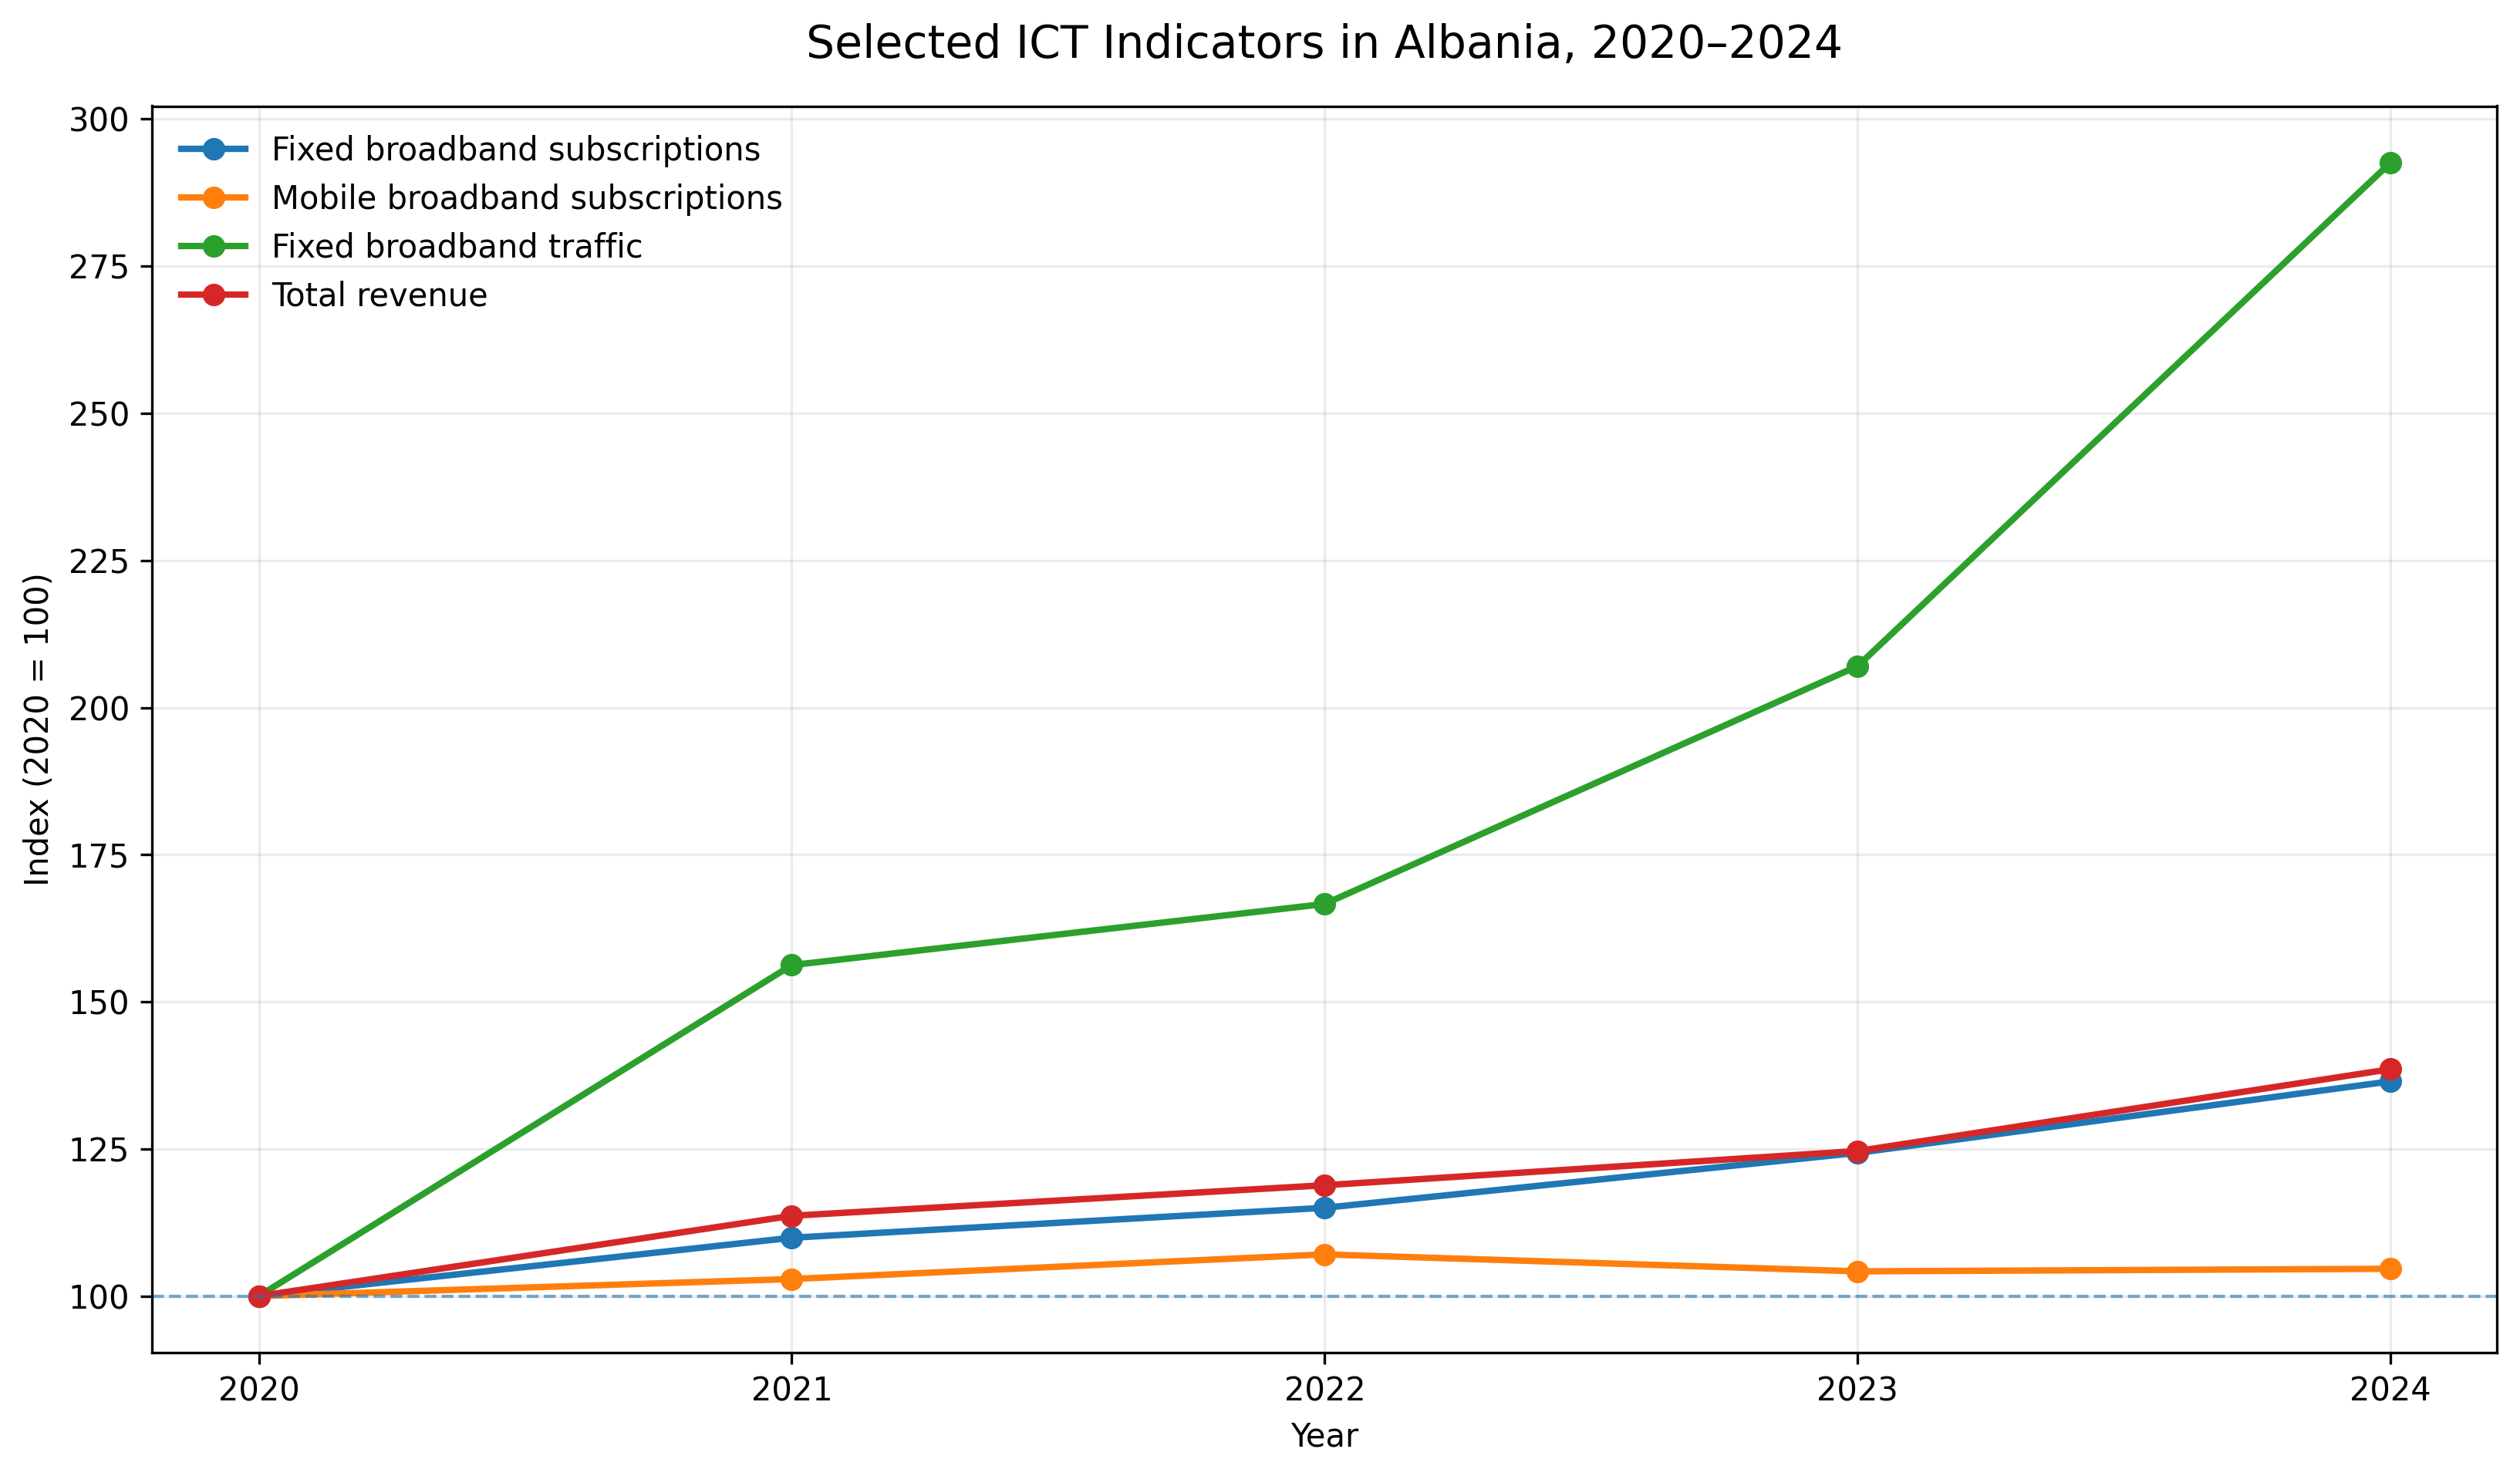 Selected ICT Indicators in Albania, 2020–2024
Fixed broadband subscriptions
Mobile broadband subscriptions
Fixed broadband traffic
Total revenue
Index (2020 = 100)
300
275
250
225
200
175
150
125
100
2020
2021
2022
2023
2024
Year